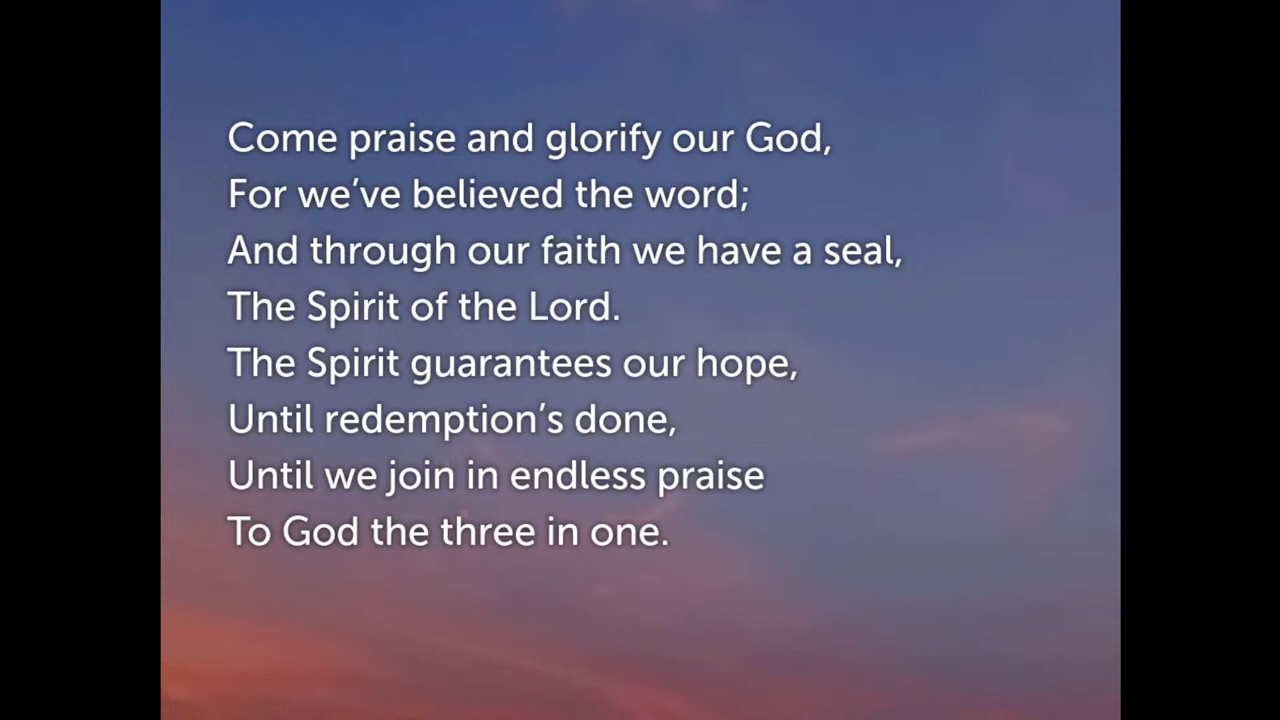 Come praise and glorify our God,
For we’ve believed the word;
And through our faith we have a seal,
The Spirit of the Lord.
The Spirit guarantees our hope,
Until redemption’s done,
Until we join in endless praise
To God the three in one.